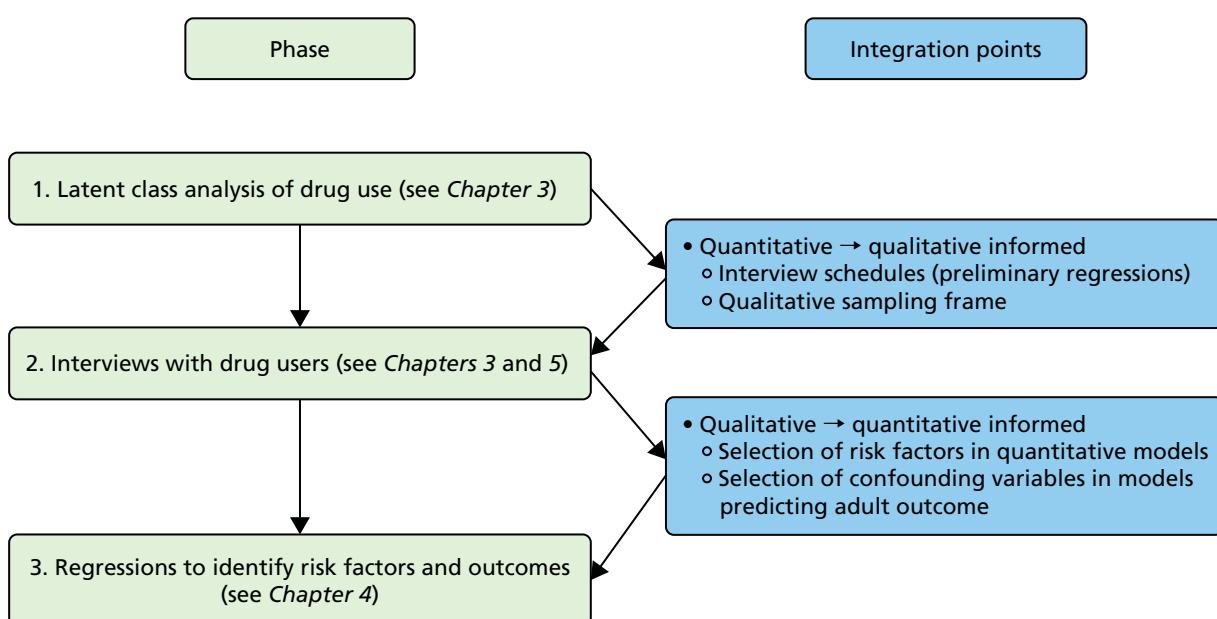 Phase
Integration points
1. Latent class analysis of drug use (see Chapter 3)
• Quantitative → qualitative informed
o Interview schedules (preliminary regressions)
o Qualitative sampling frame
2. Interviews with drug users (see Chapters 3 and 5)
• Qualitative → quantitative informed
o Selection of risk factors in quantitative models
o Selection of confounding variables in models
predicting adult outcome
3. Regressions to identify risk factors and outcomes
(see Chapter 4)